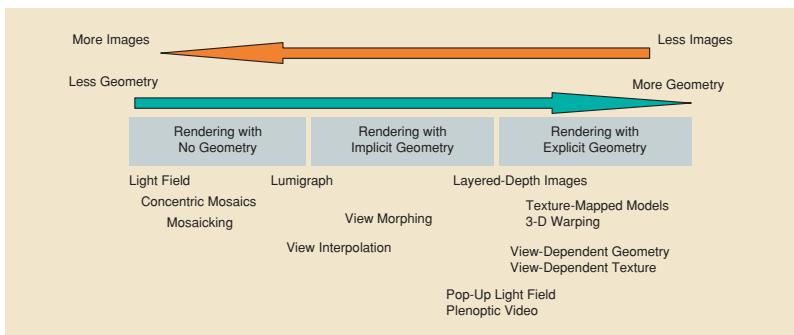 More Images
Less Images
Less Geometry
More Geometry
Rendering with
No Geometry
Rendering with
Implicit Geometry
Rendering with
Explicit Geometry
Light Field
Lumigraph
Layered-Depth Images
Concentric Mosaics
Mosaicking
Texture-Mapped Models
3-D Warping
View Morphing
View Interpolation
View-Dependent Geometry
View-Dependent Texture
Pop-Up Light Field
Plenoptic Video